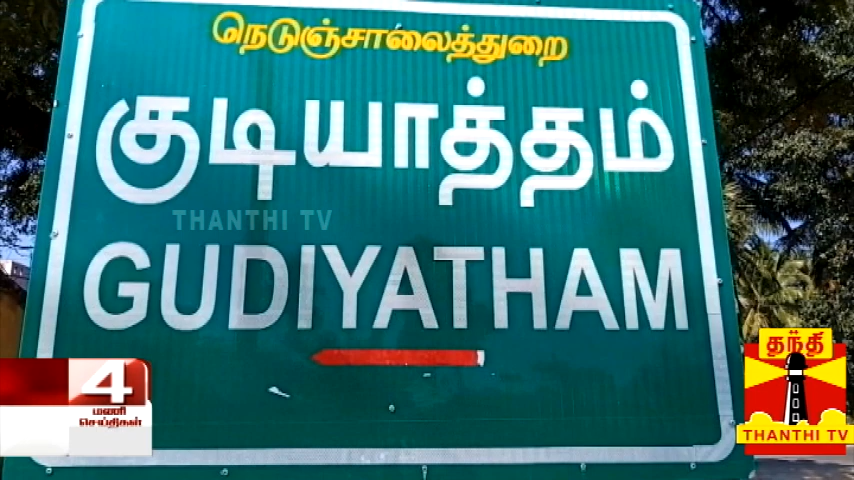 நெடுஞ்சாலைத்துறை
குடியாத்தம்
THANTHI TV
GUDIYATHAM
4
மணி
செய்திகள்
தந்தி
THANTHI TV